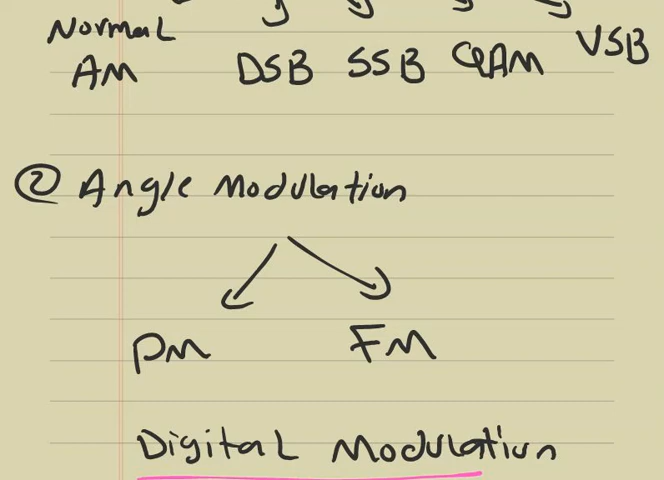 Normal AM DSB SSB QAM VSB
② Angle Modulation
PM FM
Digital Modulation